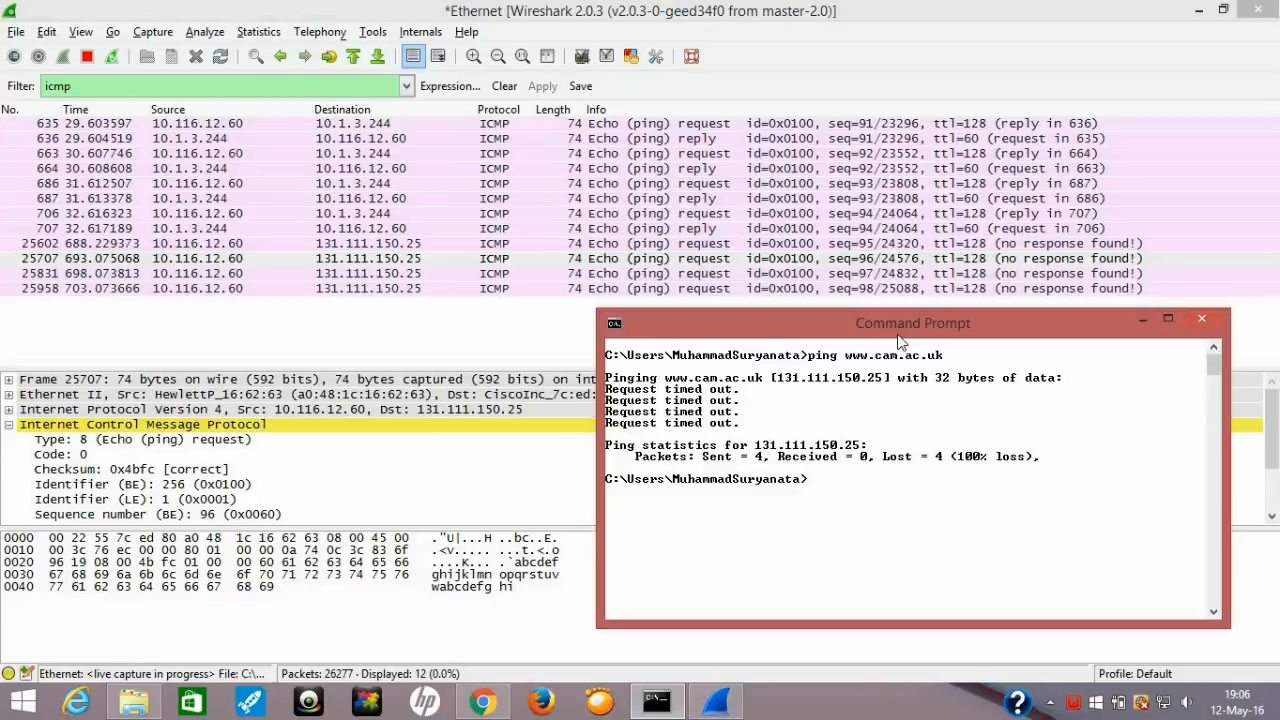 *Ethernet [Wireshark 2.0.3 (v2.0.3-0-geed34f0 from master-2.0)]
File Edit View Go Capture Analyze Statistics Telephony Tools Internals Help
Filter: icmp Expression... Clear Apply Save
No. Time Source Destination Protocol Length Info
635 29.603597 10.116.12.60 10.1.3.244 ICMP 74 Echo (ping) request id=0x0100, seq=91/23296, ttl=128 (reply in 636)
636 29.604519 10.1.3.244 10.116.12.60 ICMP 74 Echo (ping) reply id=0x0100, seq=91/23296, ttl=60 (request in 635)
663 30.607746 10.116.12.60 10.1.3.244 ICMP 74 Echo (ping) request id=0x0100, seq=92/23552, ttl=128 (reply in 664)
664 30.608608 10.1.3.244 10.116.12.60 ICMP 74 Echo (ping) reply id=0x0100, seq=92/23552, ttl=60 (request in 663)
686 31.612507 10.116.12.60 10.1.3.244 ICMP 74 Echo (ping) request id=0x0100, seq=93/23808, ttl=128 (reply in 687)
687 31.613378 10.1.3.244 10.116.12.60 ICMP 74 Echo (ping) reply id=0x0100, seq=93/23808, ttl=60 (request in 686)
706 32.616323 10.116.12.60 10.1.3.244 ICMP 74 Echo (ping) request id=0x0100, seq=94/24064, ttl=128 (reply in 707)
707 32.617189 10.1.3.244 10.116.12.60 ICMP 74 Echo (ping) reply id=0x0100, seq=94/24064, ttl=60 (request in 706)
25602 688.229373 10.116.12.60 131.111.150.25 ICMP 74 Echo (ping) request id=0x0100, seq=95/24320, ttl=128 (no response found!)
25707 693.075068 10.116.12.60 131.111.150.25 ICMP 74 Echo (ping) request id=0x0100, seq=96/24576, ttl=128 (no response found!)
25831 698.073813 10.116.12.60 131.111.150.25 ICMP 74 Echo (ping) request id=0x0100, seq=97/24832, ttl=128 (no response found!)
25958 703.073666 10.116.12.60 131.111.150.25 ICMP 74 Echo (ping) request id=0x0100, seq=98/25088, ttl=128 (no response found!)
Frame 25707: 74 bytes on wire (592 bits), 74 bytes captured (592 bits) on int
Ethernet II, Src: HewlettP_16:62:63 (a0:48:1c:16:62:63), Dst: CiscoInc_7c:ed:
Internet Protocol Version 4, Src: 10.116.12.60, Dst: 131.111.150.25
Internet Control Message Protocol
Type: 8 (Echo (ping) request)
Code: 0
Checksum: 0x4bfc [correct]
Identifier (BE): 256 (0x0100)
Identifier (LE): 1 (0x0001)
Sequence number (BE): 96 (0x0060)
0000 00 22 55 7c ed 80 a0 48 1c 16 62 63 08 00 45 00 ."U|...H ..bc..E.
0010 00 3c 76 ec 00 00 80 01 00 00 0a 74 0c 3c 83 6f .<v..... ...t.<.o
0020 96 19 08 00 4b fc 01 00 00 60 61 62 63 64 65 66 ....K... .`abcdef
0030 67 68 69 6a 6b 6c 6d 6e 6f 70 71 72 73 74 75 76 ghijklmn opqrstuv
0040 77 61 62 63 64 65 66 67 68 69 wabcdefg hi
Command Prompt
C:\Users\MuhammadSuryanata>ping www.cam.ac.uk
Pinging www.cam.ac.uk [131.111.150.25] with 32 bytes of data:
Request timed out.
Request timed out.
Request timed out.
Request timed out.
Ping statistics for 131.111.150.25:
Packets: Sent = 4, Received = 0, Lost = 4 (100% loss),
C:\Users\MuhammadSuryanata>
Ethernet: <live capture in progress> File: C:\... Packets: 26277 · Displayed: 12 (0.0%) Profile: Default
19:06
12-May-16